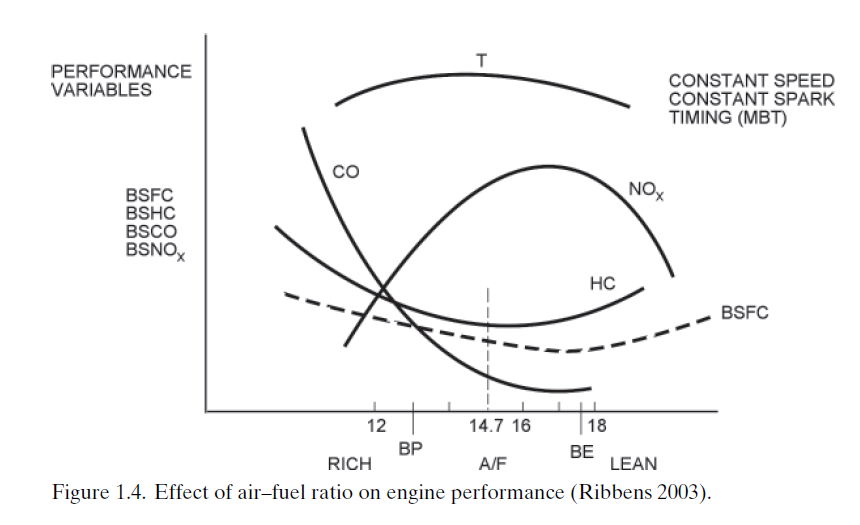 T
PERFORMANCE
VARIABLES
CONSTANT SPEED
CONSTANT SPARK
TIMING (MBT)
CO
NOx
BSFC
BSHC
BSCO
BSNOx
HC
BSFC
12 14.7 16 18
BP BE
RICH A/F LEAN
Figure 1.4. Effect of air–fuel ratio on engine performance (Ribbens 2003).